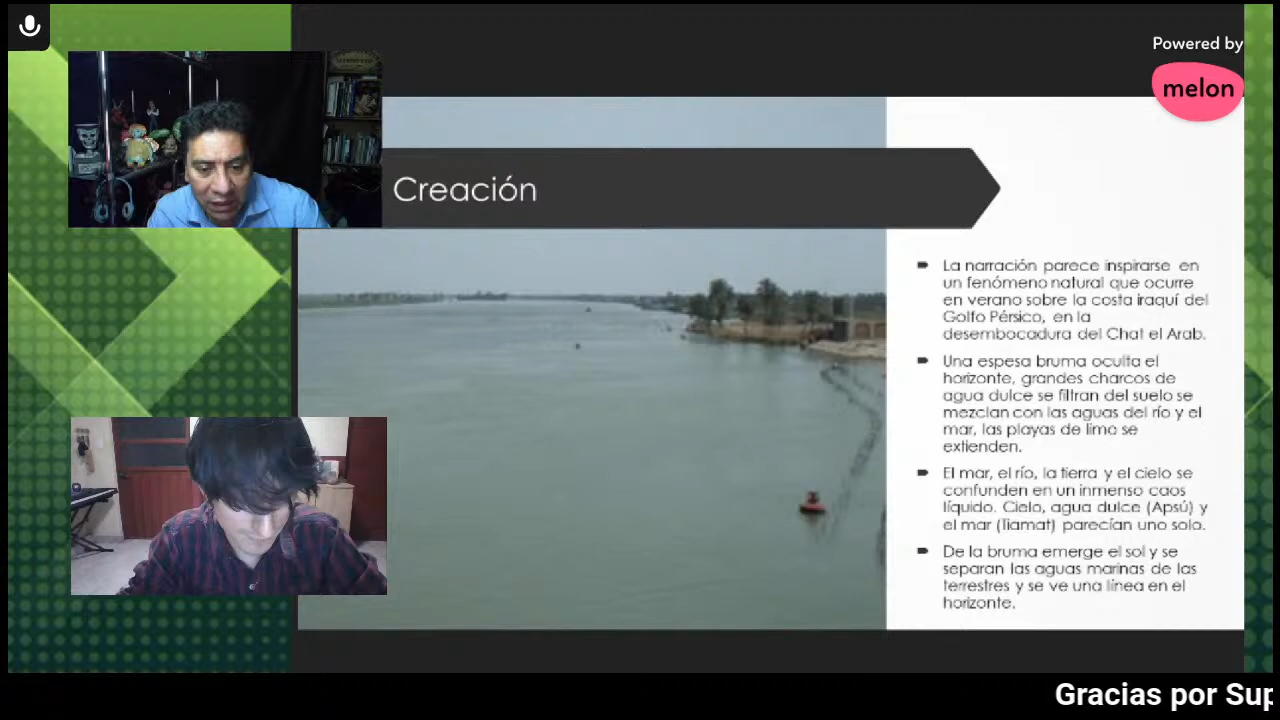 Powered by
melon
Creación
La narración parece inspirarse en
un fenómeno natural que ocurre
en verano sobre la costa iraquí del
Golfo Pérsico, en la
desembocadura del Chat el Arab.
Una espesa bruma oculta el
horizonte, grandes charcos de
agua dulce se filtran del suelo se
mezclan con las aguas del río y el
mar, las playas de limo se
extienden.
El mar, el río, la tierra y el cielo se
confunden en un inmenso caos
líquido. Cielo, agua dulce (Apsú) y
el mar (Tiamat) parecían uno solo.
De la bruma emerge el sol y se
separan las aguas marinas de las
terrestres y se ve una línea en el
horizonte.
Gracias por Sup